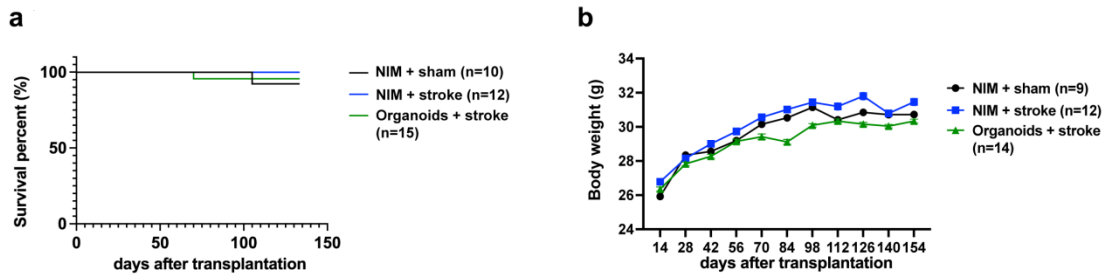 a
Survival percent (%)
100
50
0
0
50
100
150
days after transplantation
NIM + sham (n=10)
NIM + stroke (n=12)
Organoids + stroke
(n=15)
b
Body weight (g)
34
32
30
28
26
24
14 28 42 56 70 84 98 112 126 140 154
days after transplantation
NIM + sham (n=9)
NIM + stroke (n=12)
Organoids + stroke
(n=14)